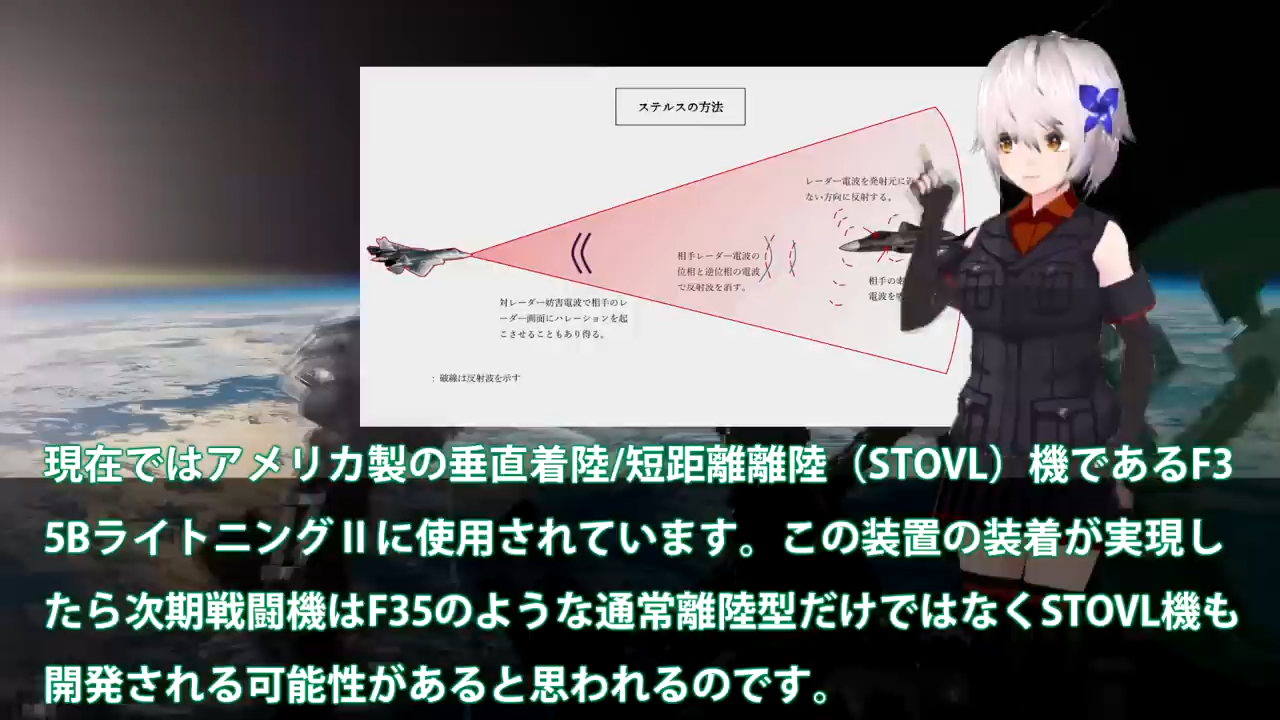 ステルスの方法
レーダー電波を発射元に
ない方向に反射する。
相手レーダー電波の
位相と逆位相の電波
で反射波を消す。
相手の
電波を
対レーダー妨害電波で相手のレ
ーダー画面にハレーションを起
こさせることもあり得る。
：破線は反射波を示す
現在ではアメリカ製の垂直着陸/短距離離陸（STOVL）機であるF3
5BライトニングⅡに使用されています。この装置の装着が実現し
たら次期戦闘機はF35のような通常離陸型だけではなくSTOVL機も
開発される可能性があると思われるのです。